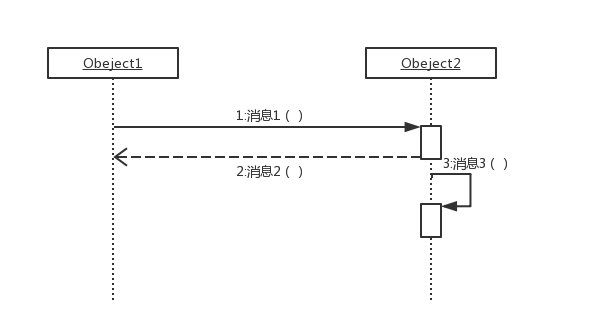 Obeject1
Obeject2
1:消息1（ ）
2:消息2（ ）
3:消息3（ ）